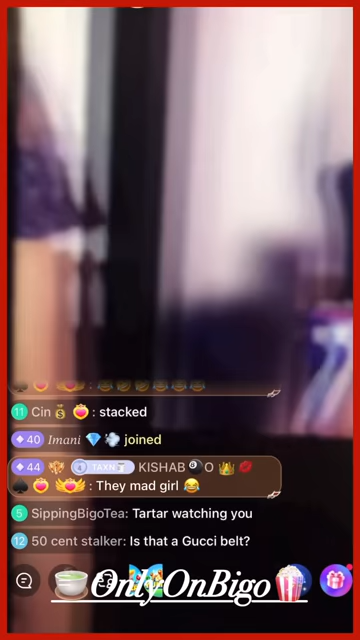 11 Cin : stacked
40 Imani joined
44 TAXN KISHAB O
: They mad girl
5 SippingBigoTea: Tartar watching you
12 50 cent stalker: Is that a Gucci belt?
OnlyOnBigo